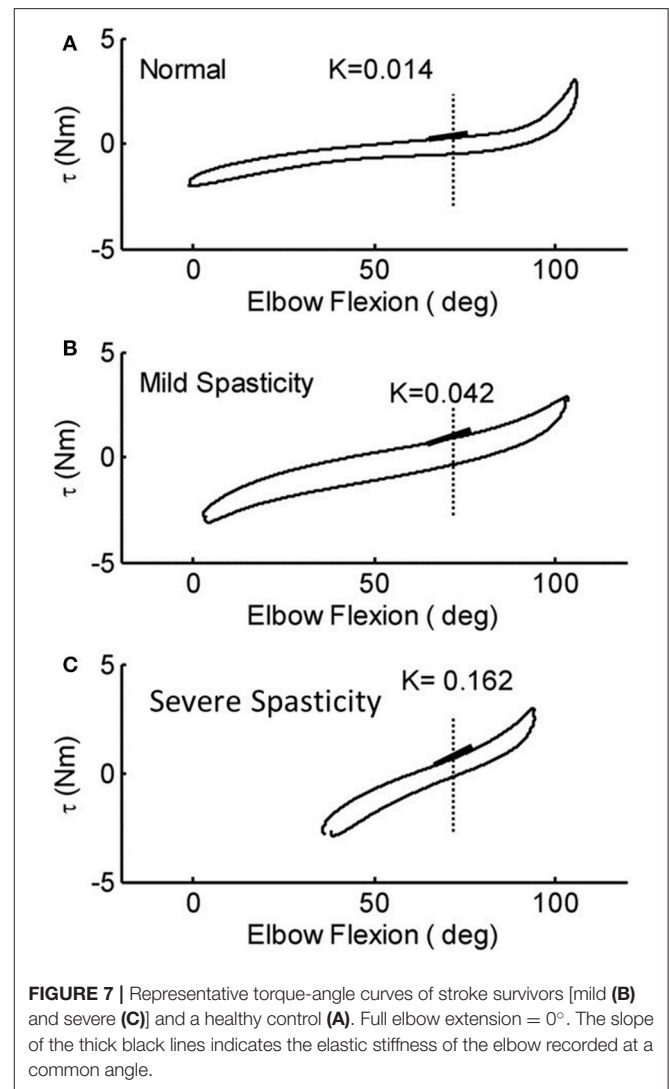 A
5
Normal
K=0.014
τ (Nm)
0
-5
0
50
100
Elbow Flexion ( deg)
B
5
Mild Spasticity
K=0.042
τ (Nm)
0
-5
0
50
100
Elbow Flexion ( deg)
C
5
K= 0.162
Severe Spasticity
τ (Nm)
0
-5
0
50
100
Elbow Flexion ( deg)
FIGURE 7 | Representative torque-angle curves of stroke survivors [mild (B)
and severe (C)] and a healthy control (A). Full elbow extension = 0°. The slope
of the thick black lines indicates the elastic stiffness of the elbow recorded at a
common angle.